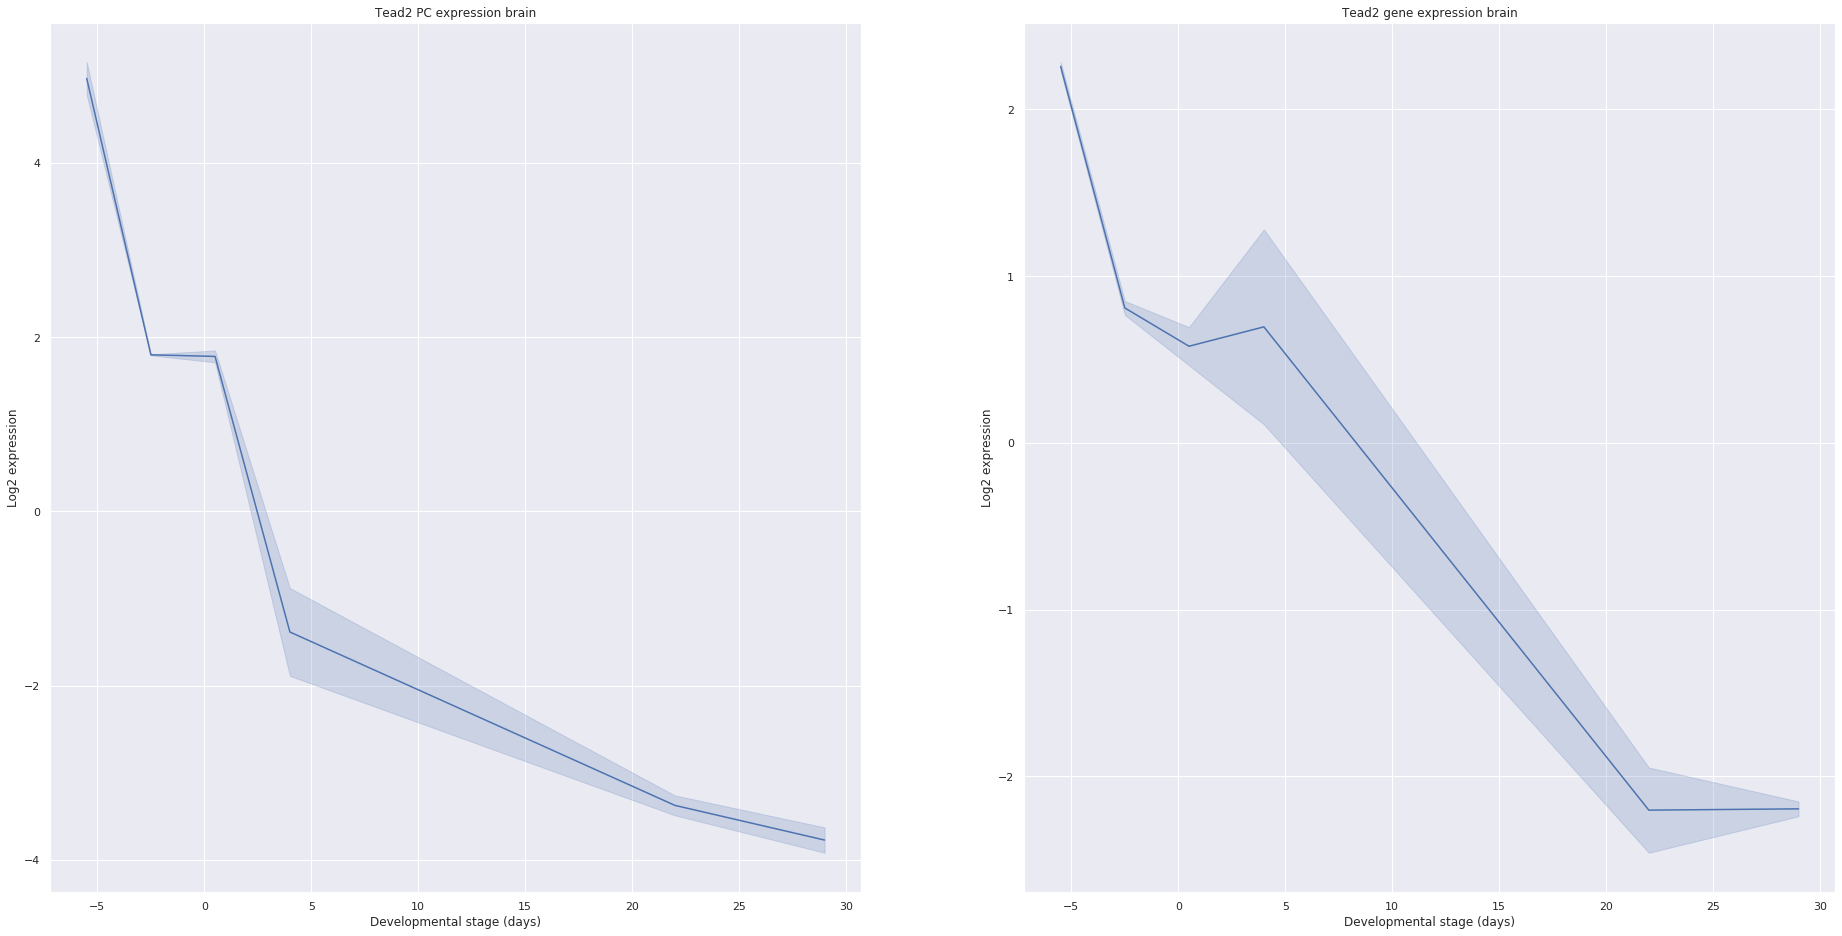 Tead2 PC expression brain
Log2 expression
4
2
0
−2
−4
−5 0 5 10 15 20 25 30
Developmental stage (days)
Tead2 gene expression brain
Log2 expression
2
1
0
−1
−2
−5 0 5 10 15 20 25 30
Developmental stage (days)